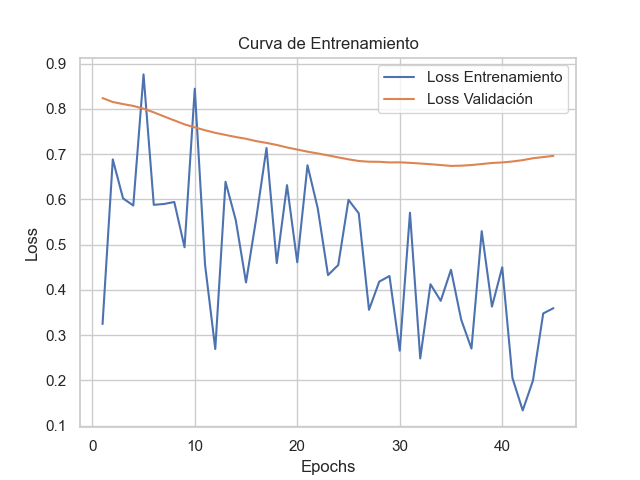 Curva de Entrenamiento
Loss Entrenamiento
Loss Validación
Loss
0.9
0.8
0.7
0.6
0.5
0.4
0.3
0.2
0.1
0 10 20 30 40
Epochs